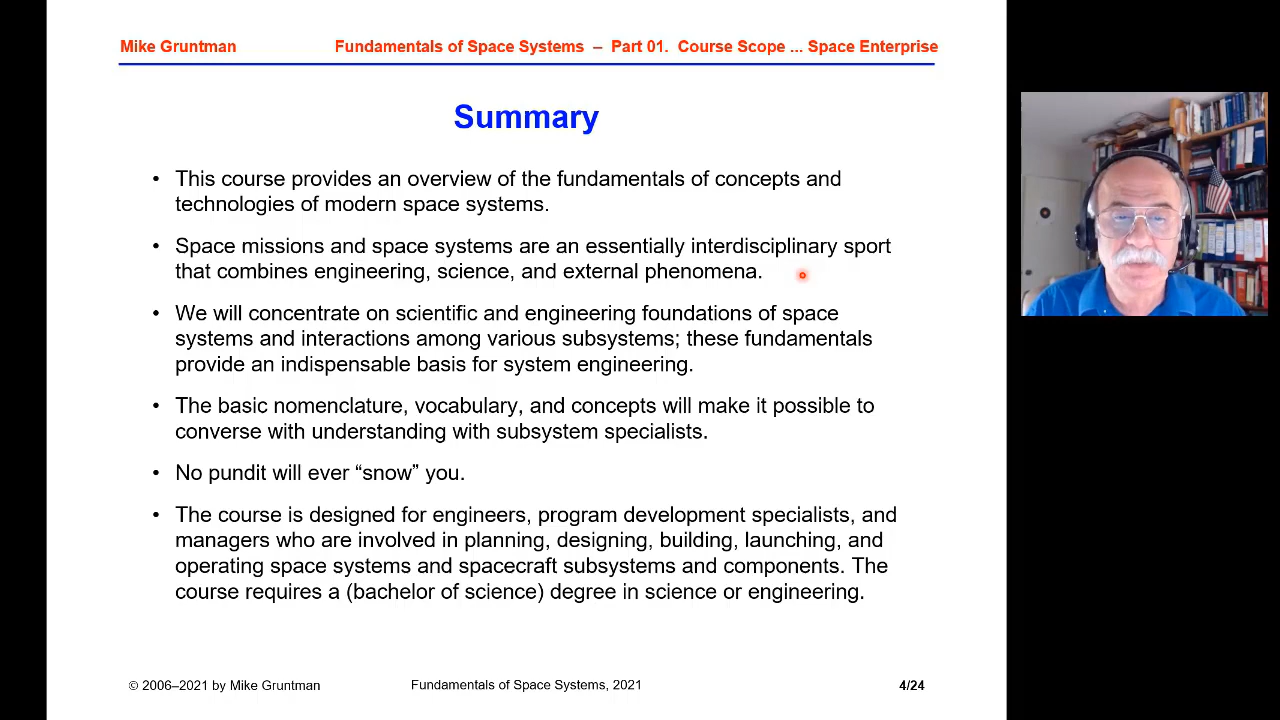 Mike Gruntman Fundamentals of Space Systems – Part 01. Course Scope ... Space Enterprise
Summary
• This course provides an overview of the fundamentals of concepts and
technologies of modern space systems.
• Space missions and space systems are an essentially interdisciplinary sport
that combines engineering, science, and external phenomena.
• We will concentrate on scientific and engineering foundations of space
systems and interactions among various subsystems; these fundamentals
provide an indispensable basis for system engineering.
• The basic nomenclature, vocabulary, and concepts will make it possible to
converse with understanding with subsystem specialists.
• No pundit will ever “snow” you.
• The course is designed for engineers, program development specialists, and
managers who are involved in planning, designing, building, launching, and
operating space systems and spacecraft subsystems and components. The
course requires a (bachelor of science) degree in science or engineering.
© 2006–2021 by Mike Gruntman Fundamentals of Space Systems, 2021 4/24